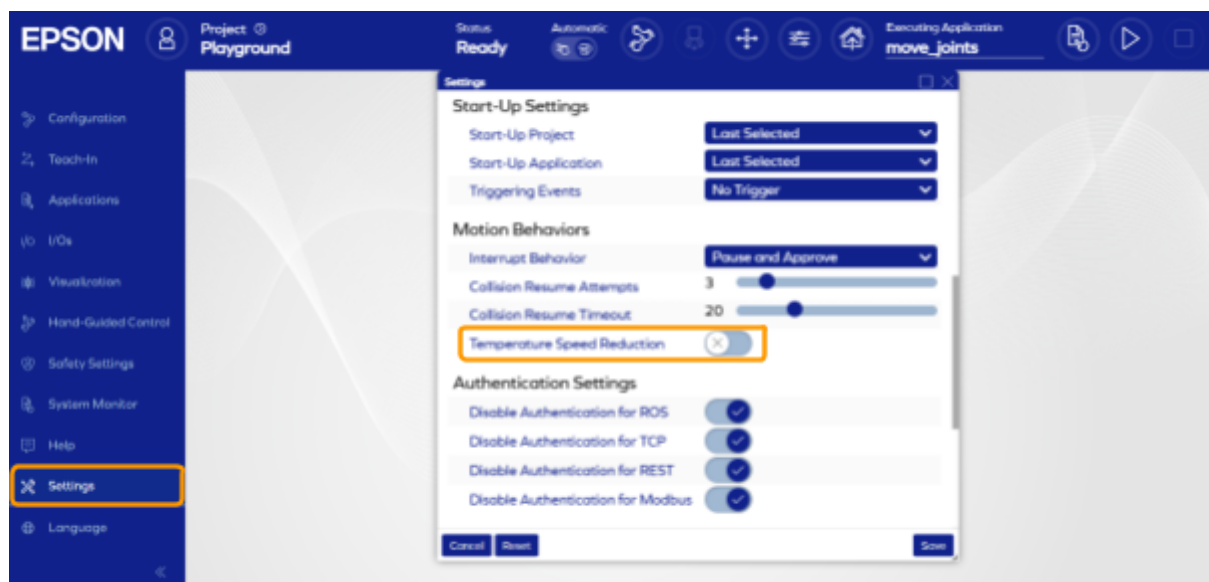 EPSON
Project
Playground
Status
Ready
Automatic
Executing Application
move_joints
Configuration
Teach-In
Applications
I/O I/Os
Visualization
Hand-Guided Control
Safety Settings
System Monitor
Help
Settings
Language
Settings
Start-Up Settings
Start-Up Project Last Selected
Start-Up Application Last Selected
Triggering Events No Trigger
Motion Behaviors
Interrupt Behavior Pause and Approve
Collision Resume Attempts 3
Collision Resume Timeout 20
Temperature Speed Reduction
Authentication Settings
Disable Authentication for ROS
Disable Authentication for TCP
Disable Authentication for REST
Disable Authentication for Modbus
Cancel Reset Save